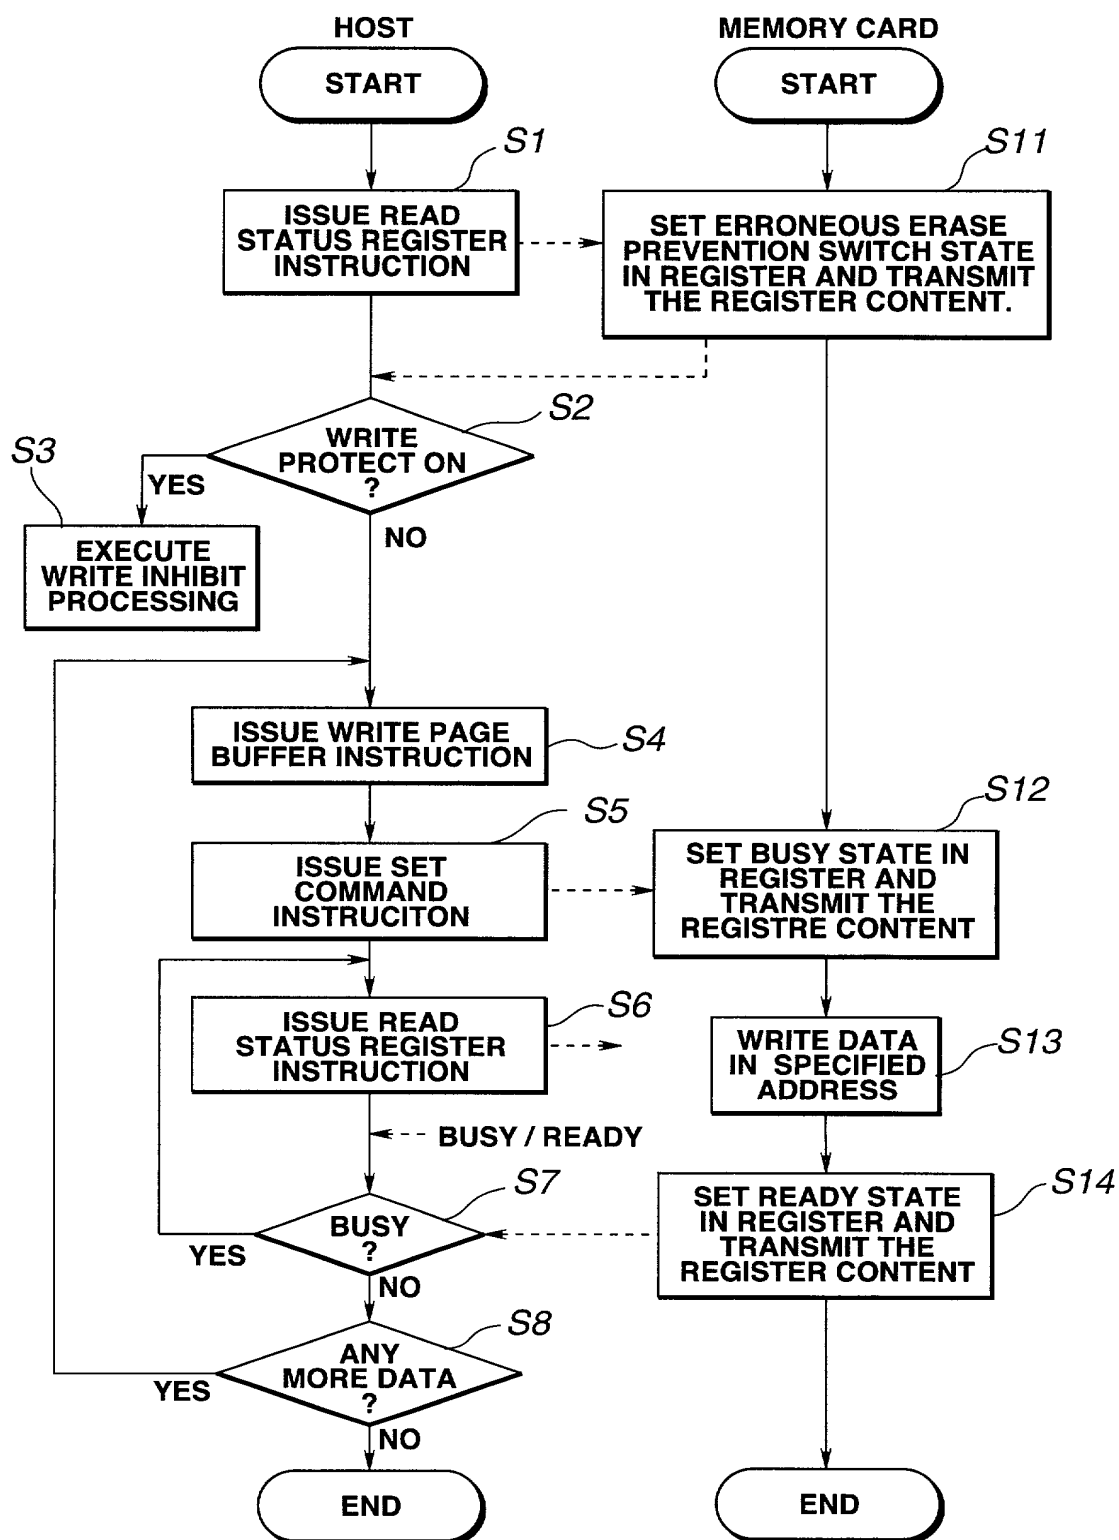 HOST
MEMORY CARD
START
START
S1
S11
ISSUE READ
STATUS REGISTER
INSTRUCTION
SET ERRONEOUS ERASE
PREVENTION SWITCH STATE
IN REGISTER AND TRANSMIT
THE REGISTER CONTENT.
S2
WRITE
PROTECT ON
?
S3
YES
NO
EXECUTE
WRITE INHIBIT
PROCESSING
ISSUE WRITE PAGE
BUFFER INSTRUCTION
S4
S5
S12
ISSUE SET
COMMAND
INSTRUCITON
SET BUSY STATE IN
REGISTER AND
TRANSMIT THE
REGISTRE CONTENT
S6
ISSUE READ
STATUS REGISTER
INSTRUCTION
WRITE DATA
IN SPECIFIED
ADDRESS
S13
BUSY / READY
S7
BUSY
?
YES
NO
S14
SET READY STATE
IN REGISTER AND
TRANSMIT THE
REGISTER CONTENT
S8
ANY
MORE DATA
?
YES
NO
END
END